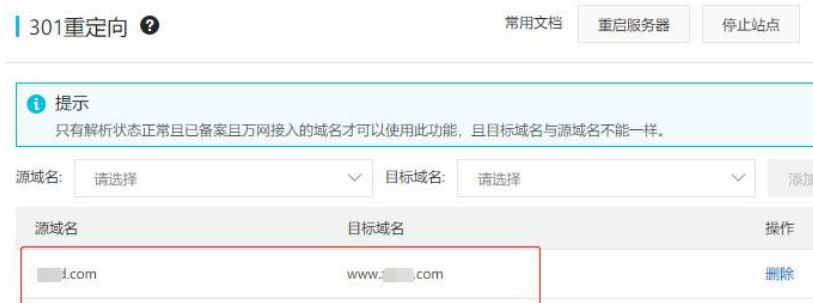 301重定向
常用文档 重启服务器 停止站点
提示
只有解析状态正常且已备案且万网接入的域名才可以使用此功能，且目标域名与源域名不能一样。
源域名: 请选择 目标域名: 请选择 添加
源域名 目标域名 操作
d.com www. .com 删除